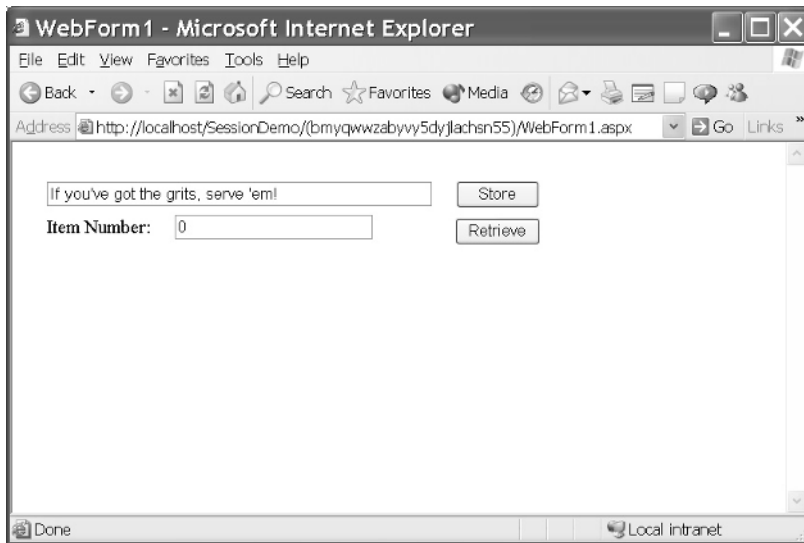 WebForm1 - Microsoft Internet Explorer
File Edit View Favorites Tools Help
Back Search Favorites Media
Address http://localhost/SessionDemo/(bmyqwwzabyvy5dyjlachsn55)/WebForm1.aspx Go Links »
If you've got the grits, serve 'em! Store
Item Number: 0 Retrieve
Done Local intranet